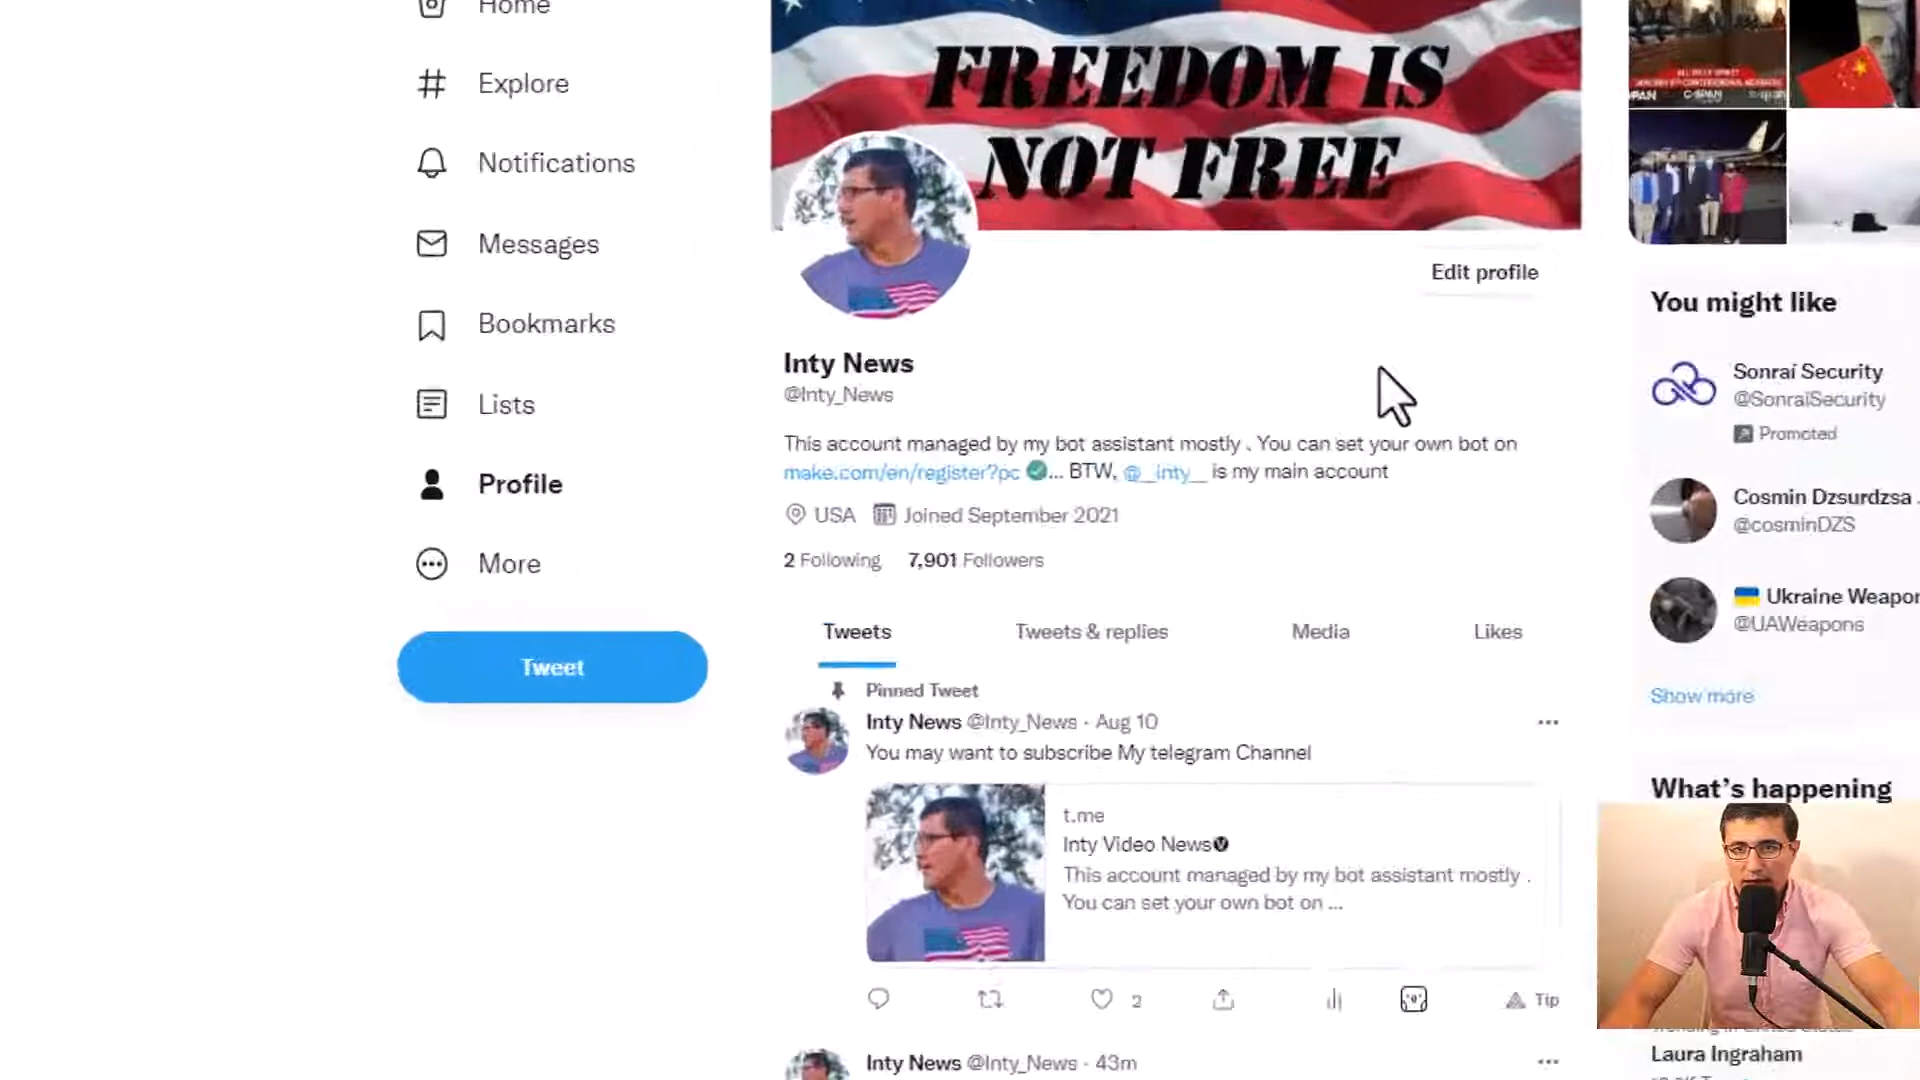 Home
Explore
Notifications
Messages
Bookmarks
Lists
Profile
More
Tweet
FREEDOM IS
NOT FREE
Edit profile
Inty News
@Inty_News
This account managed by my bot assistant mostly . You can set your own bot on
make.com/en/register?pc ... BTW, @__inty__ is my main account
USA Joined September 2021
2 Following 7,901 Followers
Tweets Tweets & replies Media Likes
Pinned Tweet
Inty News @Inty_News · Aug 10
You may want to subscribe My telegram Channel
t.me
Inty Video News
This account managed by my bot assistant mostly .
You can set your own bot on ...
2
Tip
Inty News @Inty_News · 43m
C-SPAN
You might like
Sonraí Security
@SonraiSecurity
Promoted
Cosmin Dzsurdzsa
@cosminDZS
Show more
Ukraine Weapon
@UAWeapons
What's happening
Laura Ingraham